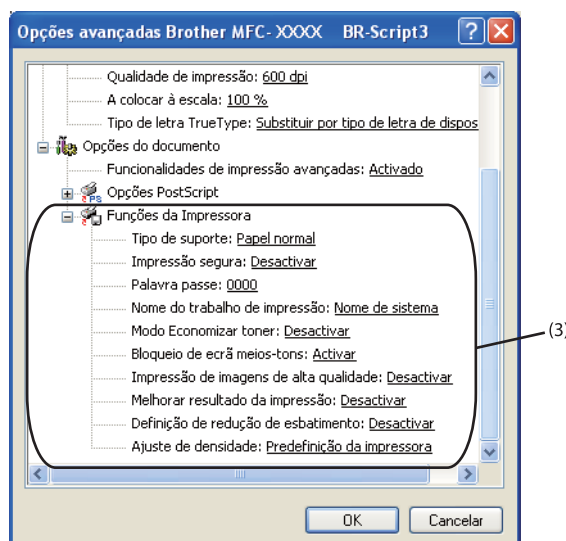 Opções avançadas Brother MFC- XXXX BR-Script3
Qualidade de impressão: 600 dpi
A colocar à escala: 100 %
Tipo de letra TrueType: Substituir por tipo de letra de dispos
Opções do documento
Funcionalidades de impressão avançadas: Activado
PS Opções PostScript
Funções da Impressora
Tipo de suporte: Papel normal
Impressão segura: Desactivar
Palavra passe: 0000
Nome do trabalho de impressão: Nome de sistema
Modo Economizar toner: Desactivar
Bloqueio de ecrã meios-tons: Activar
(3)
Impressão de imagens de alta qualidade: Desactivar
Melhorar resultado da impressão: Desactivar
Definição de redução de esbatimento: Desactivar
Ajuste de densidade: Predefinição da impressora
OK Cancelar